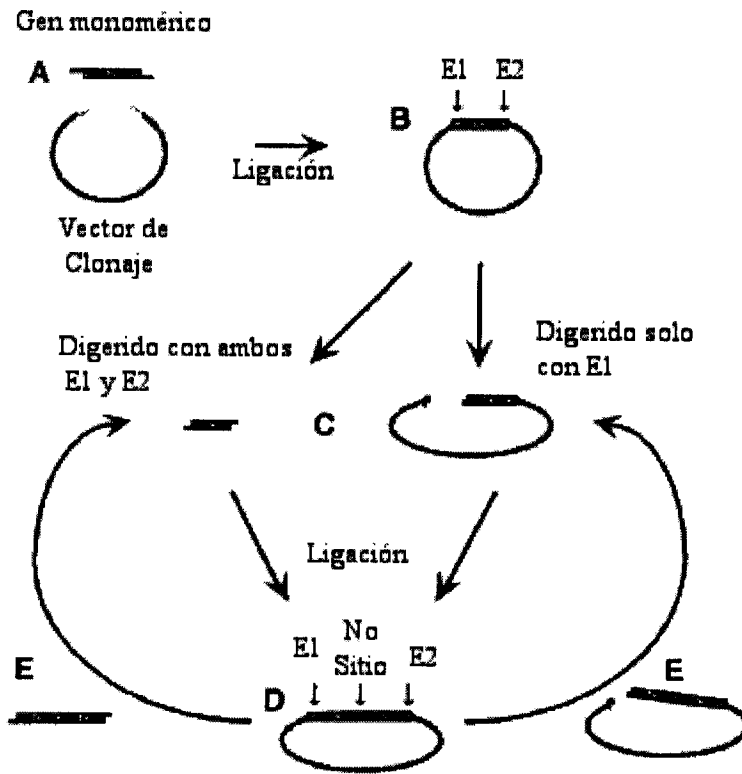 Gen monomérico
A
E1 E2
B
Ligación
Vector de
Clonaje
Digerido con ambos
E1 y E2
Digerido solo
con E1
C
Ligación
E1 No
Sitio E2
E
D
E